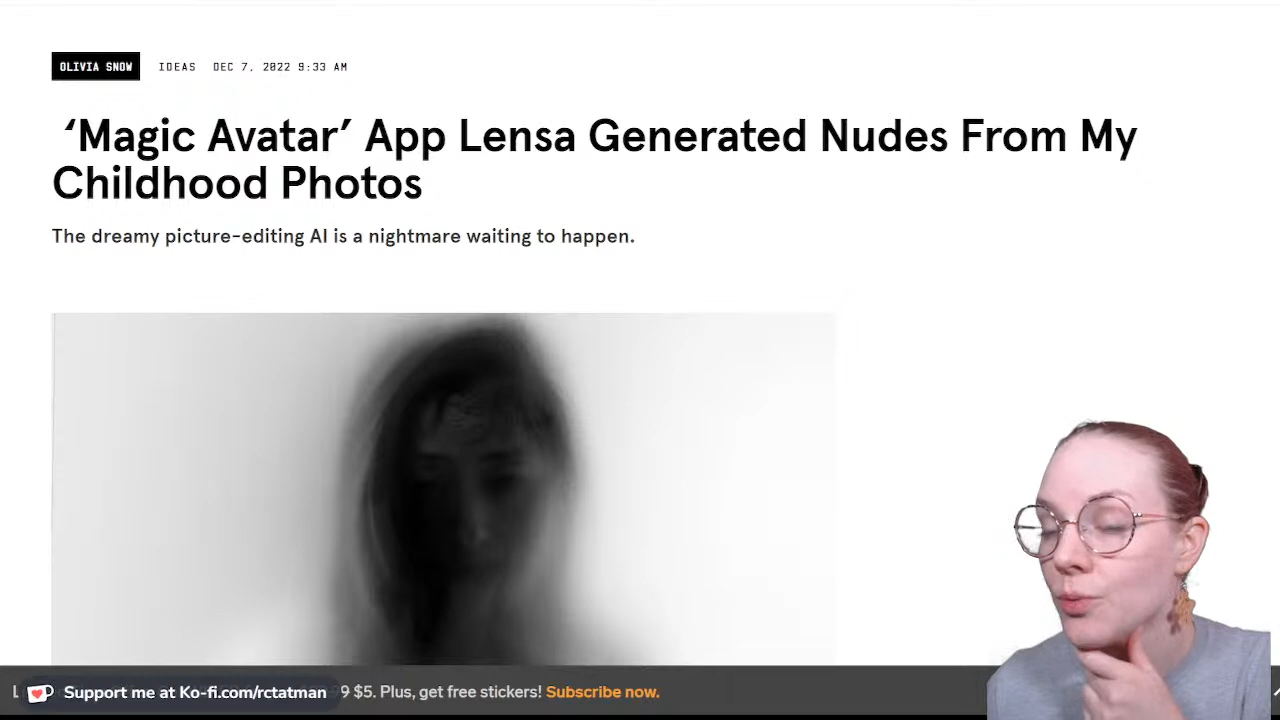 OLIVIA SNOW IDEAS DEC 7, 2022 9:33 AM
‘Magic Avatar’ App Lensa Generated Nudes From My
Childhood Photos
The dreamy picture-editing AI is a nightmare waiting to happen.
Support me at Ko-fi.com/rctatman 9 $5. Plus, get free stickers! Subscribe now.